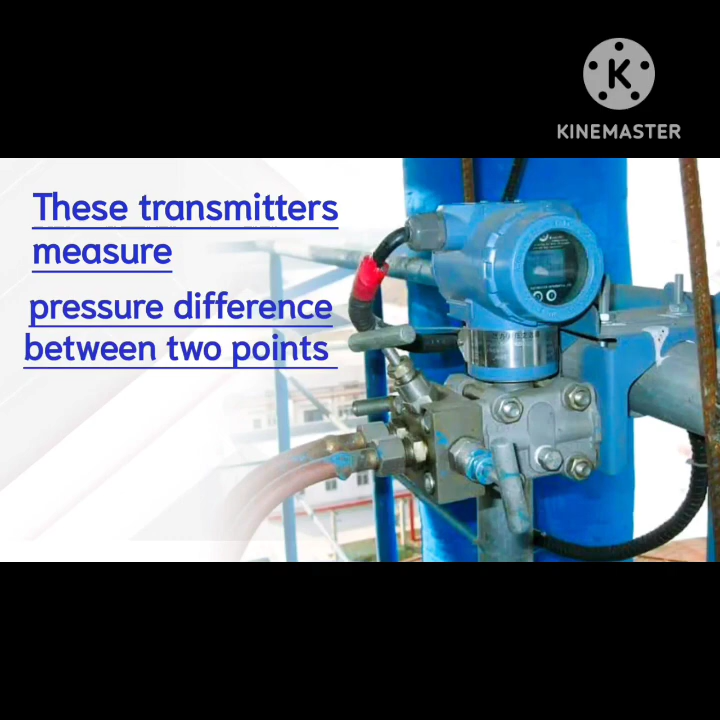 K
KINEMASTER
These transmitters
measure
pressure difference
between two points